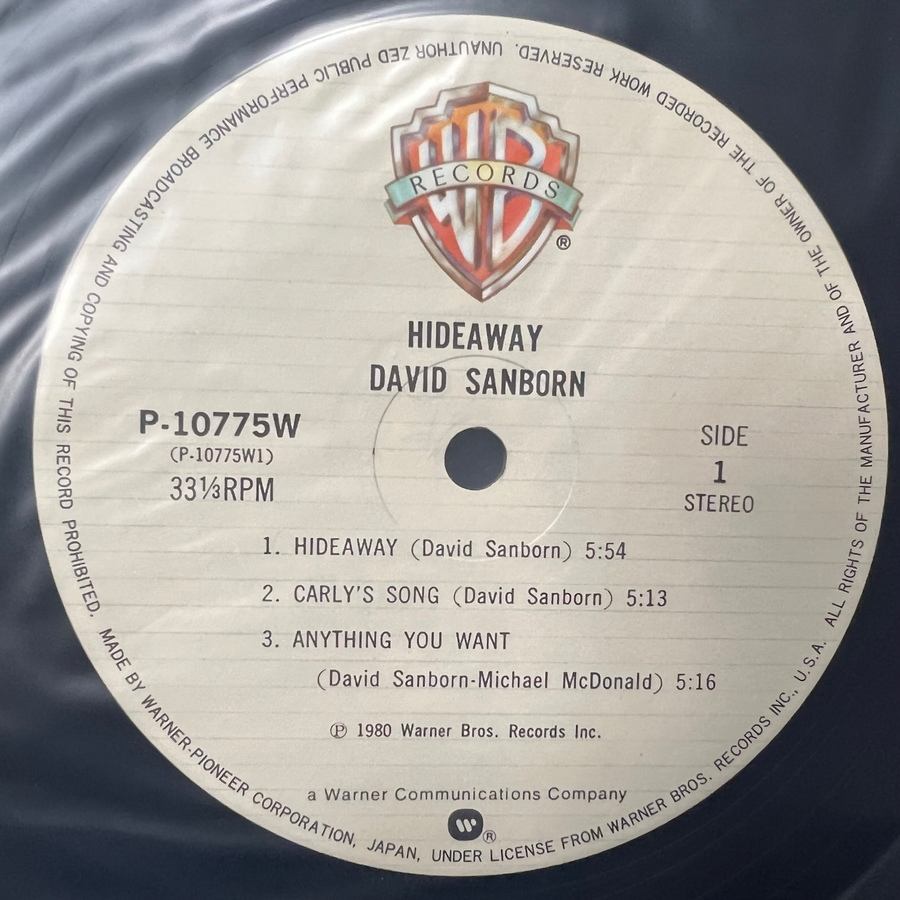 WB
RECORDS
®
HIDEAWAY
DAVID SANBORN
P-10775W
(P-10775W1)
33⅓RPM
SIDE
1
STEREO
1. HIDEAWAY (David Sanborn) 5:54
2. CARLY'S SONG (David Sanborn) 5:13
3. ANYTHING YOU WANT
(David Sanborn-Michael McDonald) 5:16
℗ 1980 Warner Bros. Records Inc.
a Warner Communications Company
®
MADE BY WARNER-PIONEER CORPORATION, JAPAN, UNDER LICENSE FROM WARNER BROS. RECORDS INC., U.S.A. ALL RIGHTS OF THE MANUFACTURER AND OF THE OWNER OF THE RECORDED WORK RESERVED. UNAUTHOR ZED PUBLIC PERFORMANCE BROADCASTING AND COPYING OF THIS RECORD PROHIBITED.